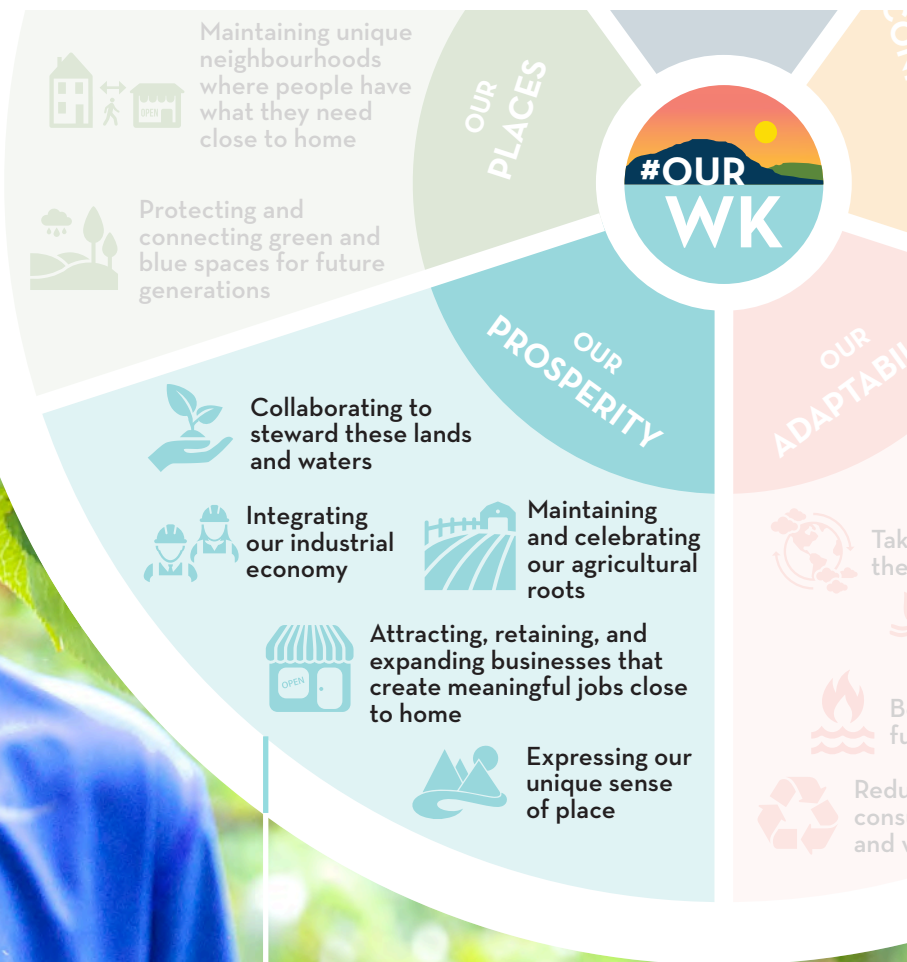 Maintaining unique
neighbourhoods
where people have
what they need
close to home
OPEN
OUR
PLACES
Protecting and
connecting green and
blue spaces for future
generations
#OUR
WK
OUR
PROSPERITY
OUR
Collaborating to
steward these lands
and waters
Integrating
our industrial
economy
Maintaining
and celebrating
our agricultural
roots
Attracting, retaining, and
expanding businesses that
create meaningful jobs close
to home
OPEN
Expressing our
unique sense
of place
and